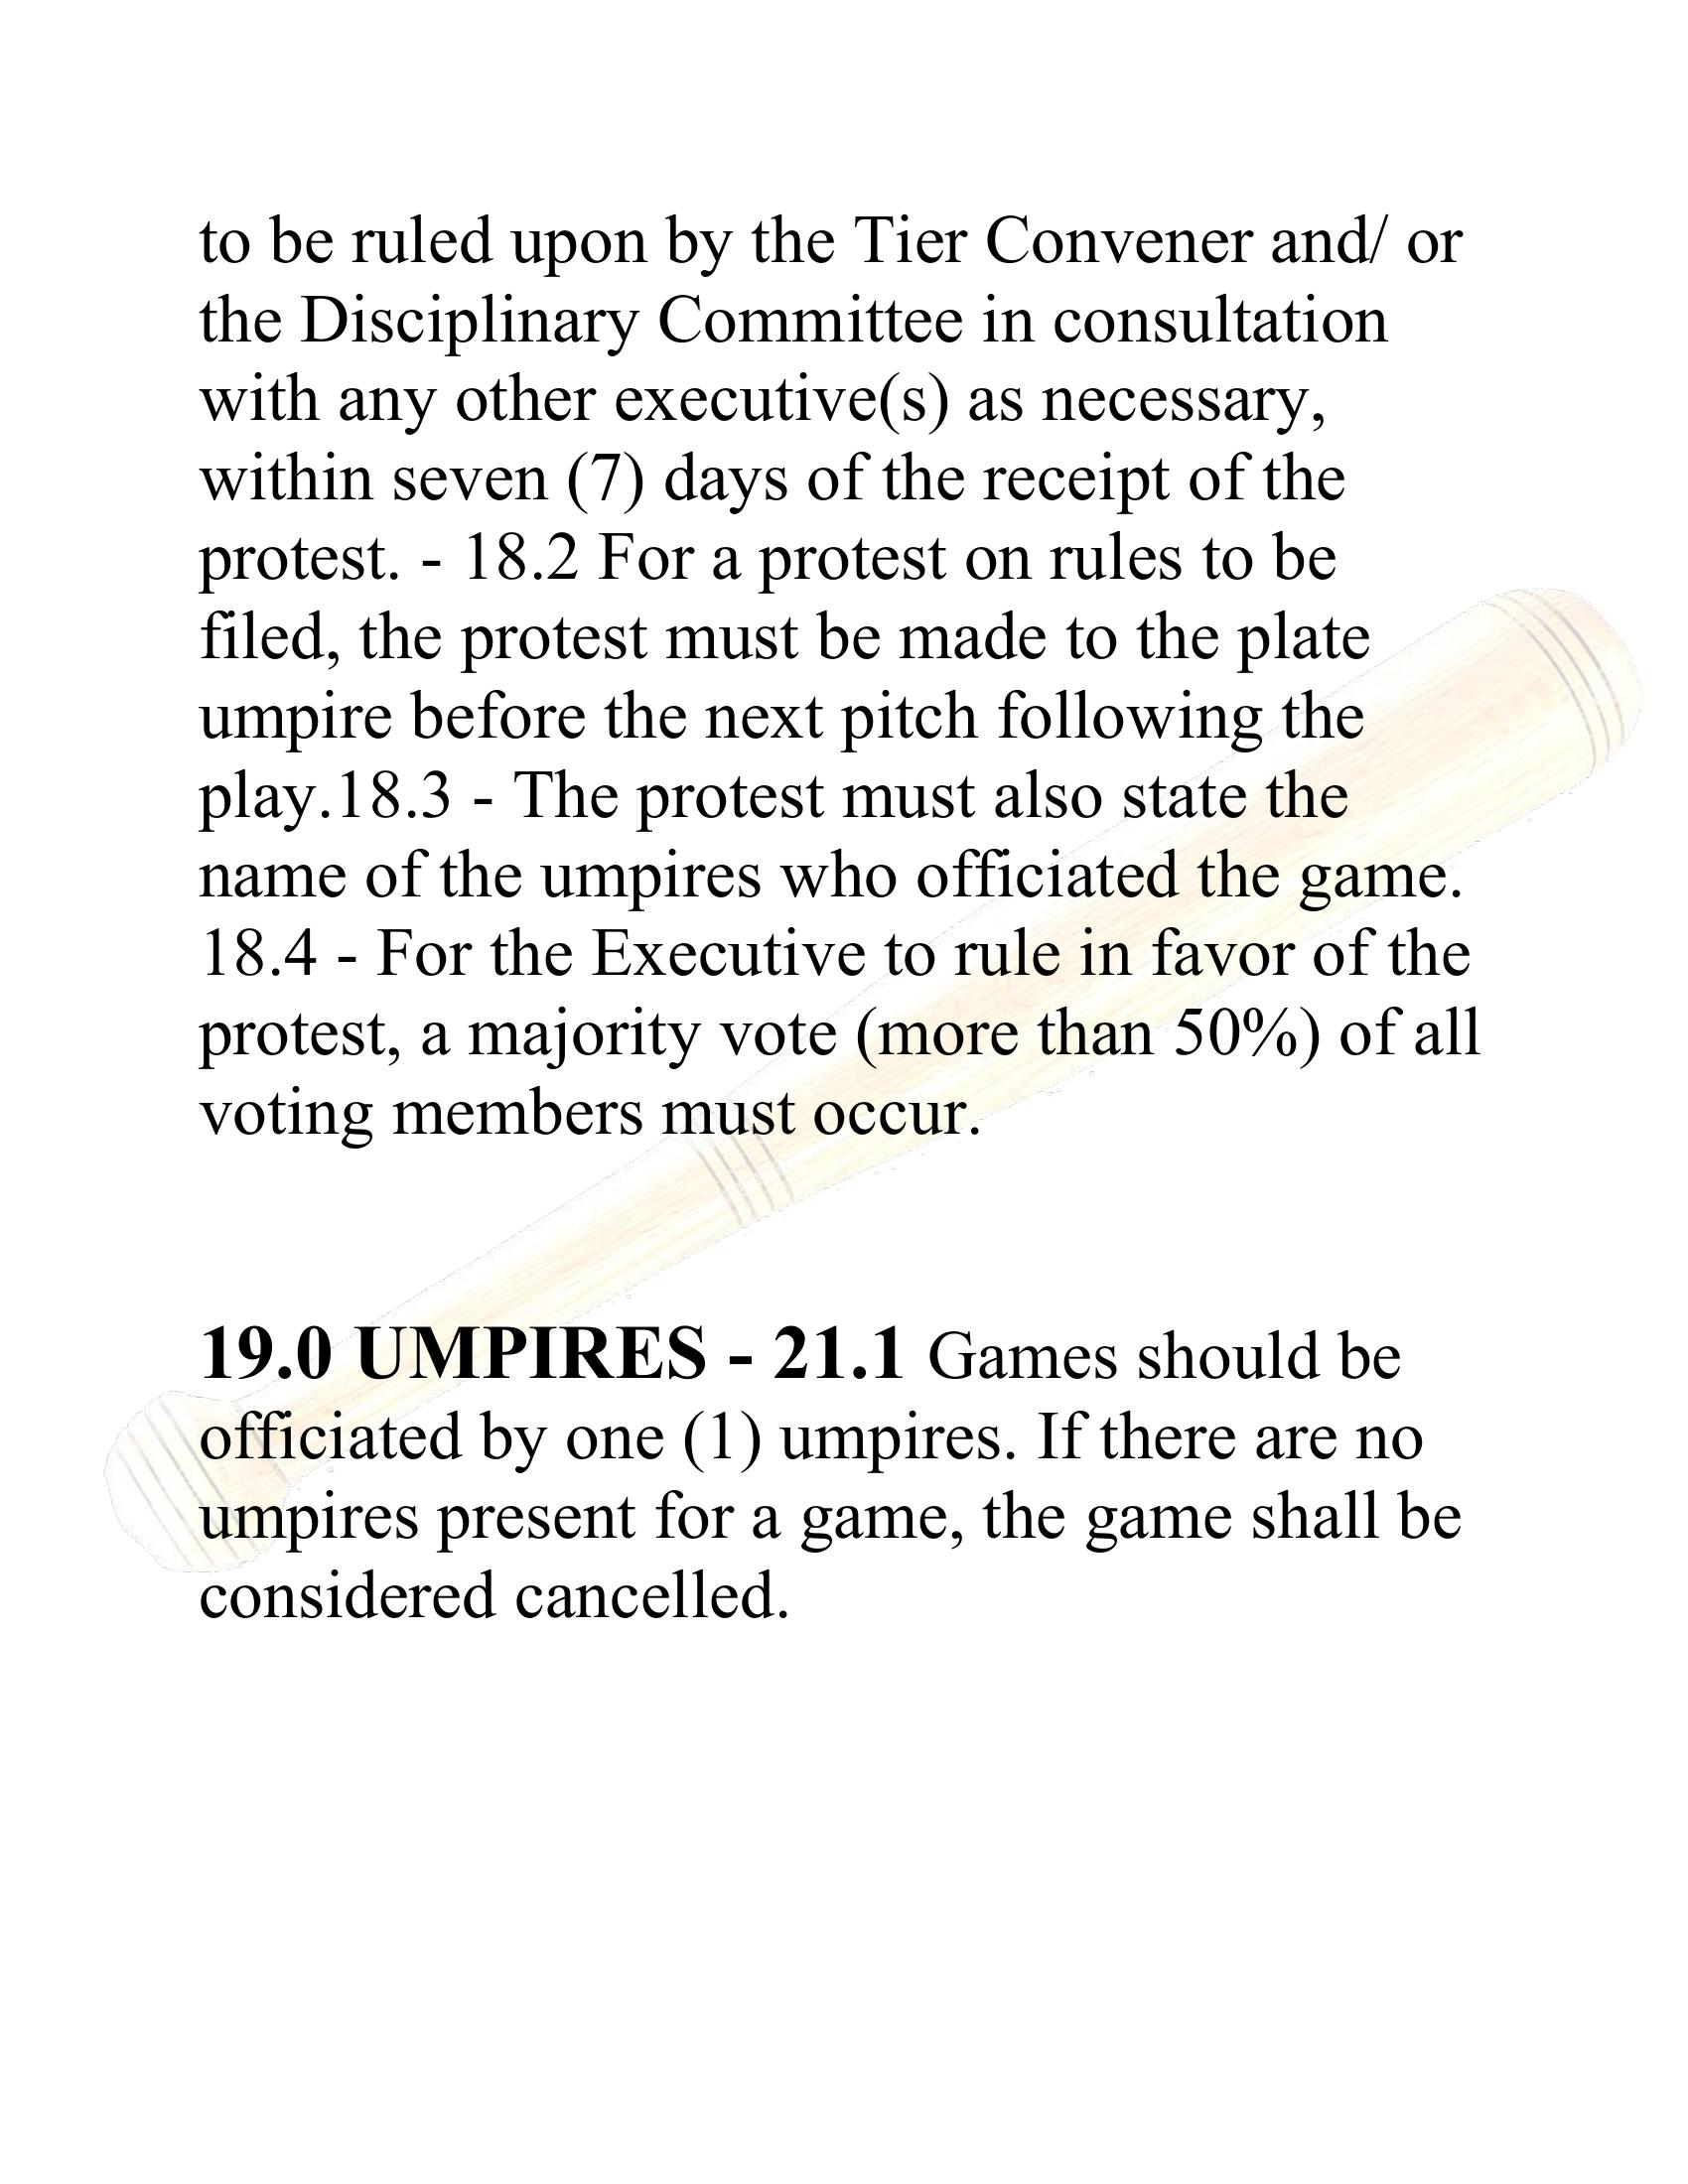 to be ruled upon by the Tier Convener and/ or
the Disciplinary Committee in consultation
with any other executive(s) as necessary,
within seven (7) days of the receipt of the
protest. - 18.2 For a protest on rules to be
filed, the protest must be made to the plate
umpire before the next pitch following the
play.18.3 - The protest must also state the
name of the umpires who officiated the game.
18.4 - For the Executive to rule in favor of the
protest, a majority vote (more than 50%) of all
voting members must occur.
19.0 UMPIRES - 21.1 Games should be
officiated by one (1) umpires. If there are no
umpires present for a game, the game shall be
considered cancelled.